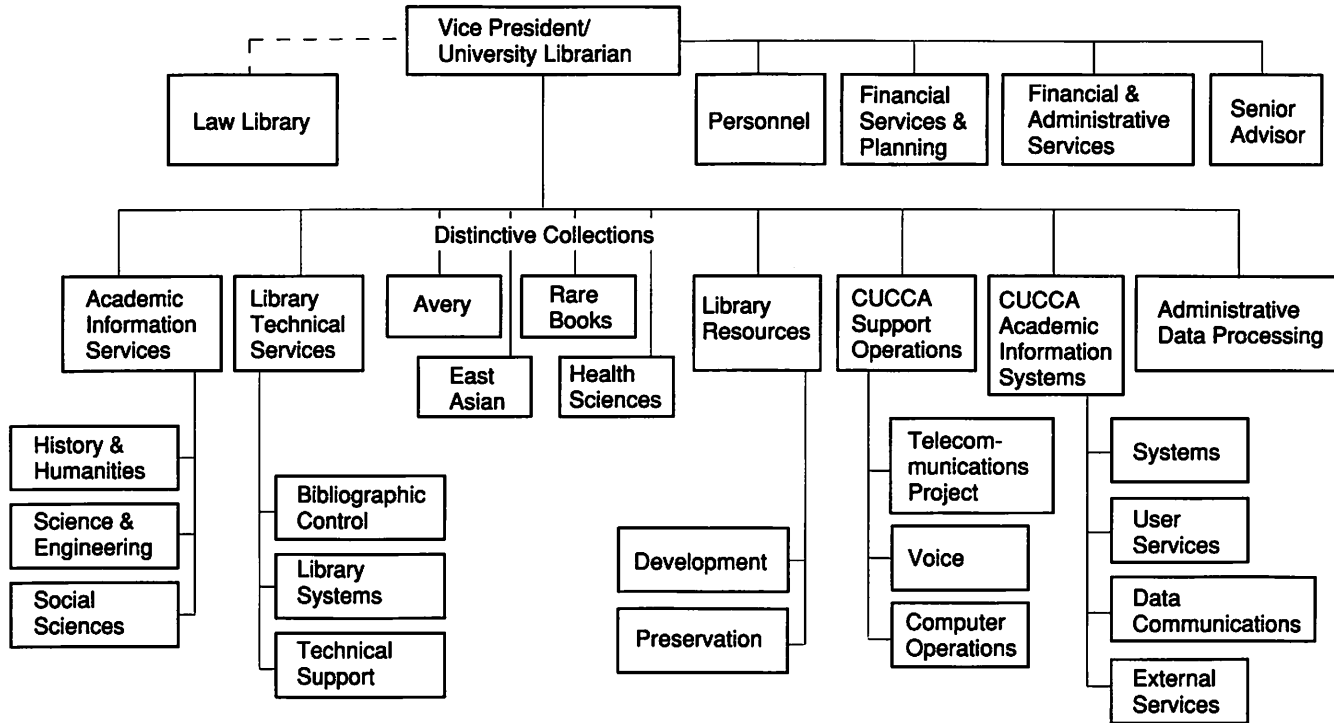 Vice President/
University Librarian
Law Library
Personnel
Financial
Services &
Planning
Financial &
Administrative
Services
Senior
Advisor
Distinctive Collections
Academic
Information
Services
Library
Technical
Services
Avery
Rare
Books
East
Asian
Health
Sciences
Library
Resources
CUCCA
Support
Operations
CUCCA
Academic
Information
Systems
Administrative
Data Processing
History &
Humanities
Science &
Engineering
Social
Sciences
Bibliographic
Control
Library
Systems
Technical
Support
Development
Preservation
Telecom-
munications
Project
Voice
Computer
Operations
Systems
User
Services
Data
Communications
External
Services